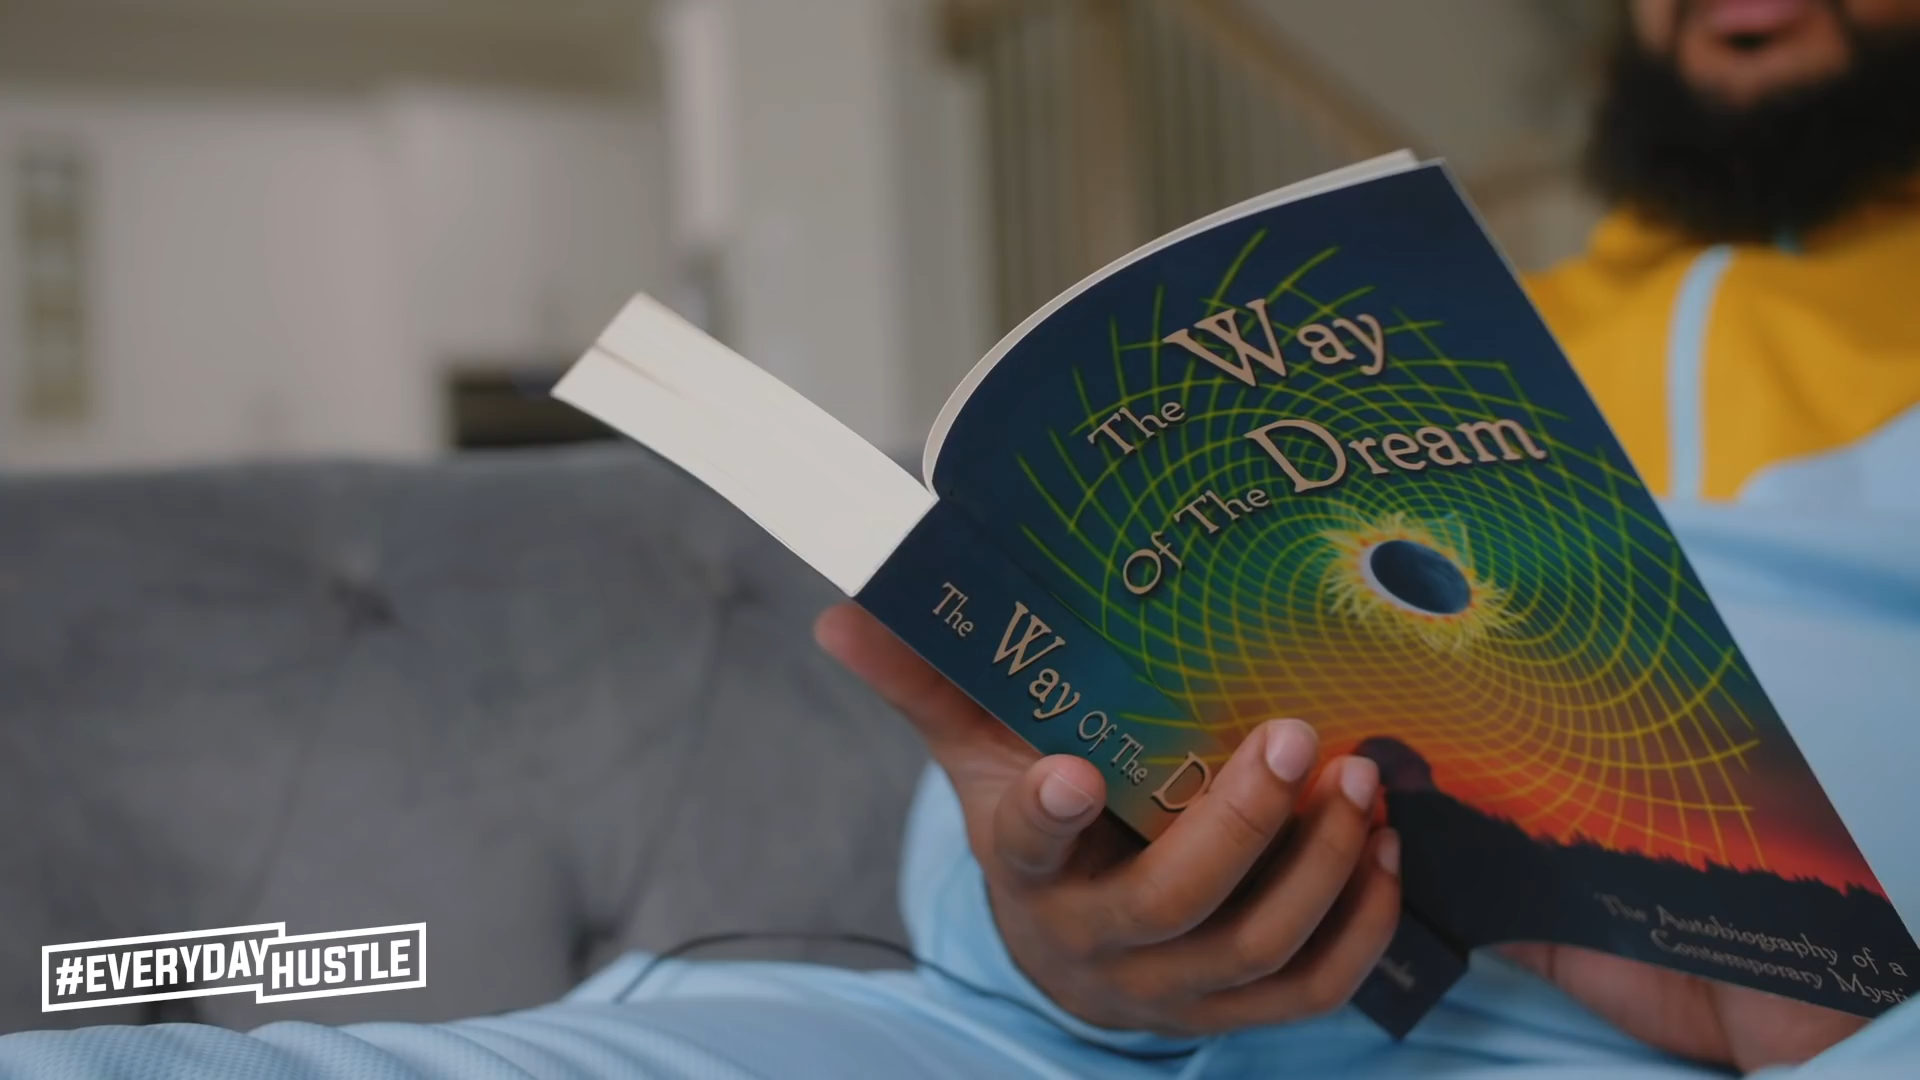 The Way
Of The Dream
The Way Of The
The Autobiography of a
Contemporary
#EVERYDAYHUSTLE